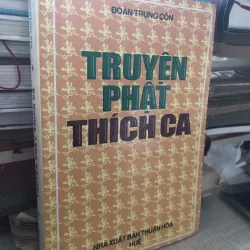 ĐOÀN TRUNG CÒN
TRUYỆN
PHẬT
THÍCH CA
NHÀ XUẤT BẢN THUẬN HÓA
HUẾ